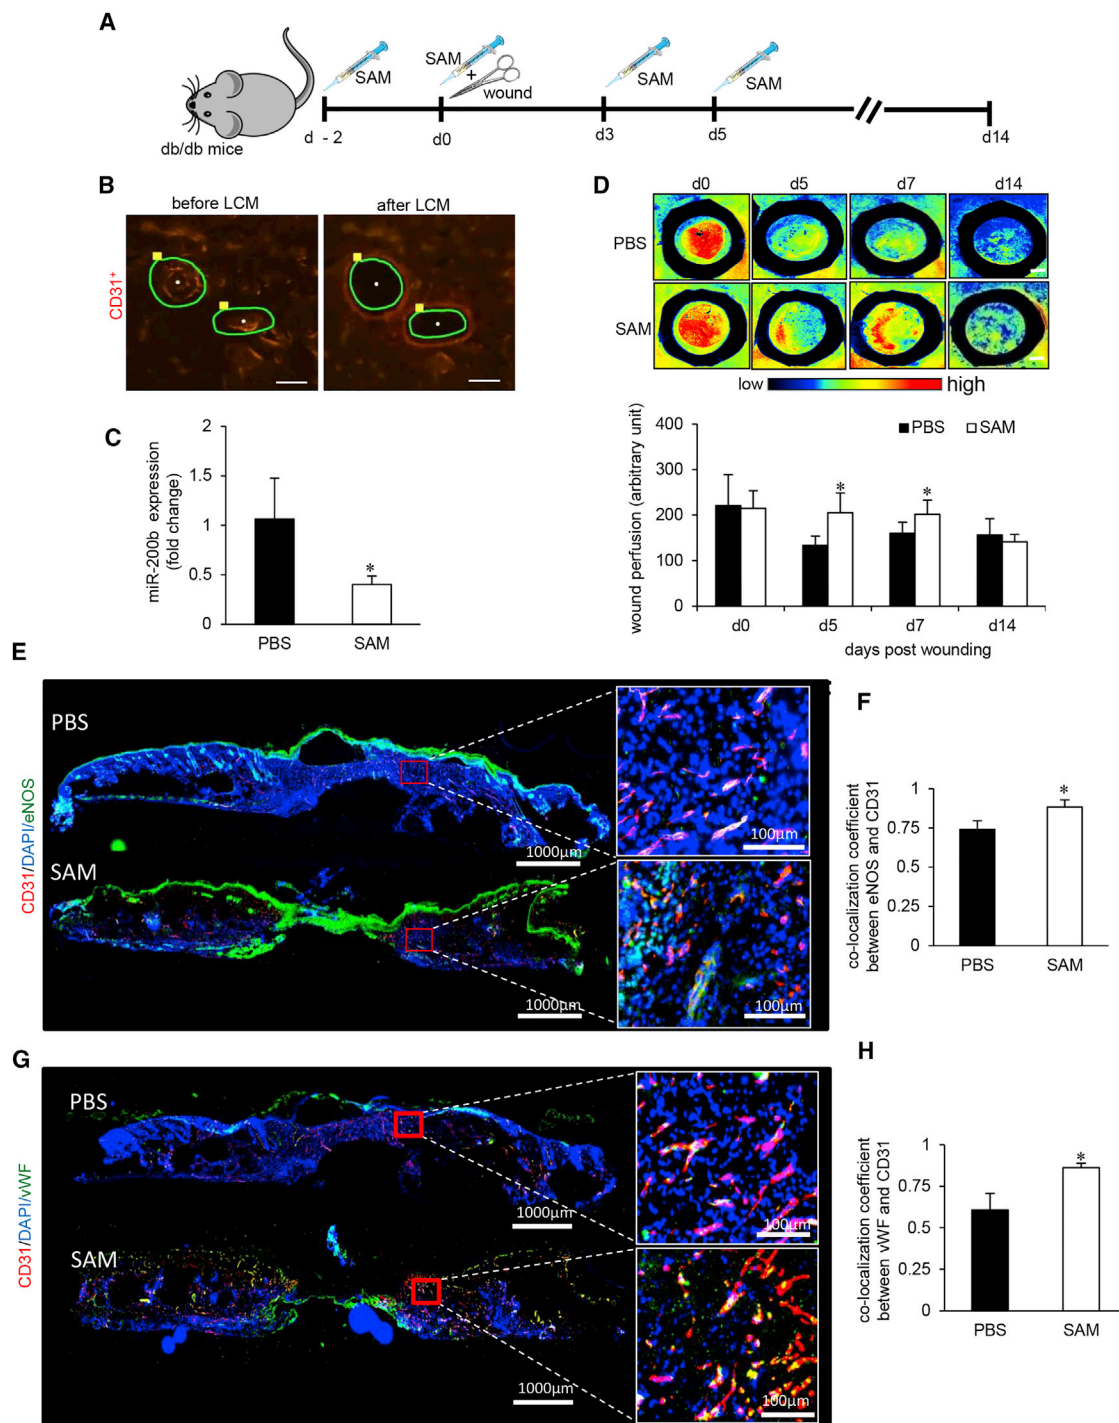 A
SAM
SAM
+
wound
SAM
SAM
db/db mice
d - 2
d0
d3
d5
d14
B
before LCM
after LCM
CD31+
C
miR-200b expression
(fold change)
2
1.5
1
0.5
0
*
PBS
SAM
D
d0
d5
d7
d14
PBS
SAM
low
high
wound perfusion (arbitrary unit)
400
300
200
100
0
PBS
SAM
*
*
d0
d5
d7
d14
days post wounding
E
CD31/DAPI/eNOS
PBS
1000µm
100µm
SAM
1000µm
100µm
F
co-localization coefficient
between eNOS and CD31
1
0.75
0.5
0.25
0
*
PBS
SAM
G
CD31/DAPI/vWF
PBS
1000µm
100µm
SAM
1000µm
100µm
H
co-localization coefficient
between vWF and CD31
1
0.75
0.5
0.25
0
*
PBS
SAM